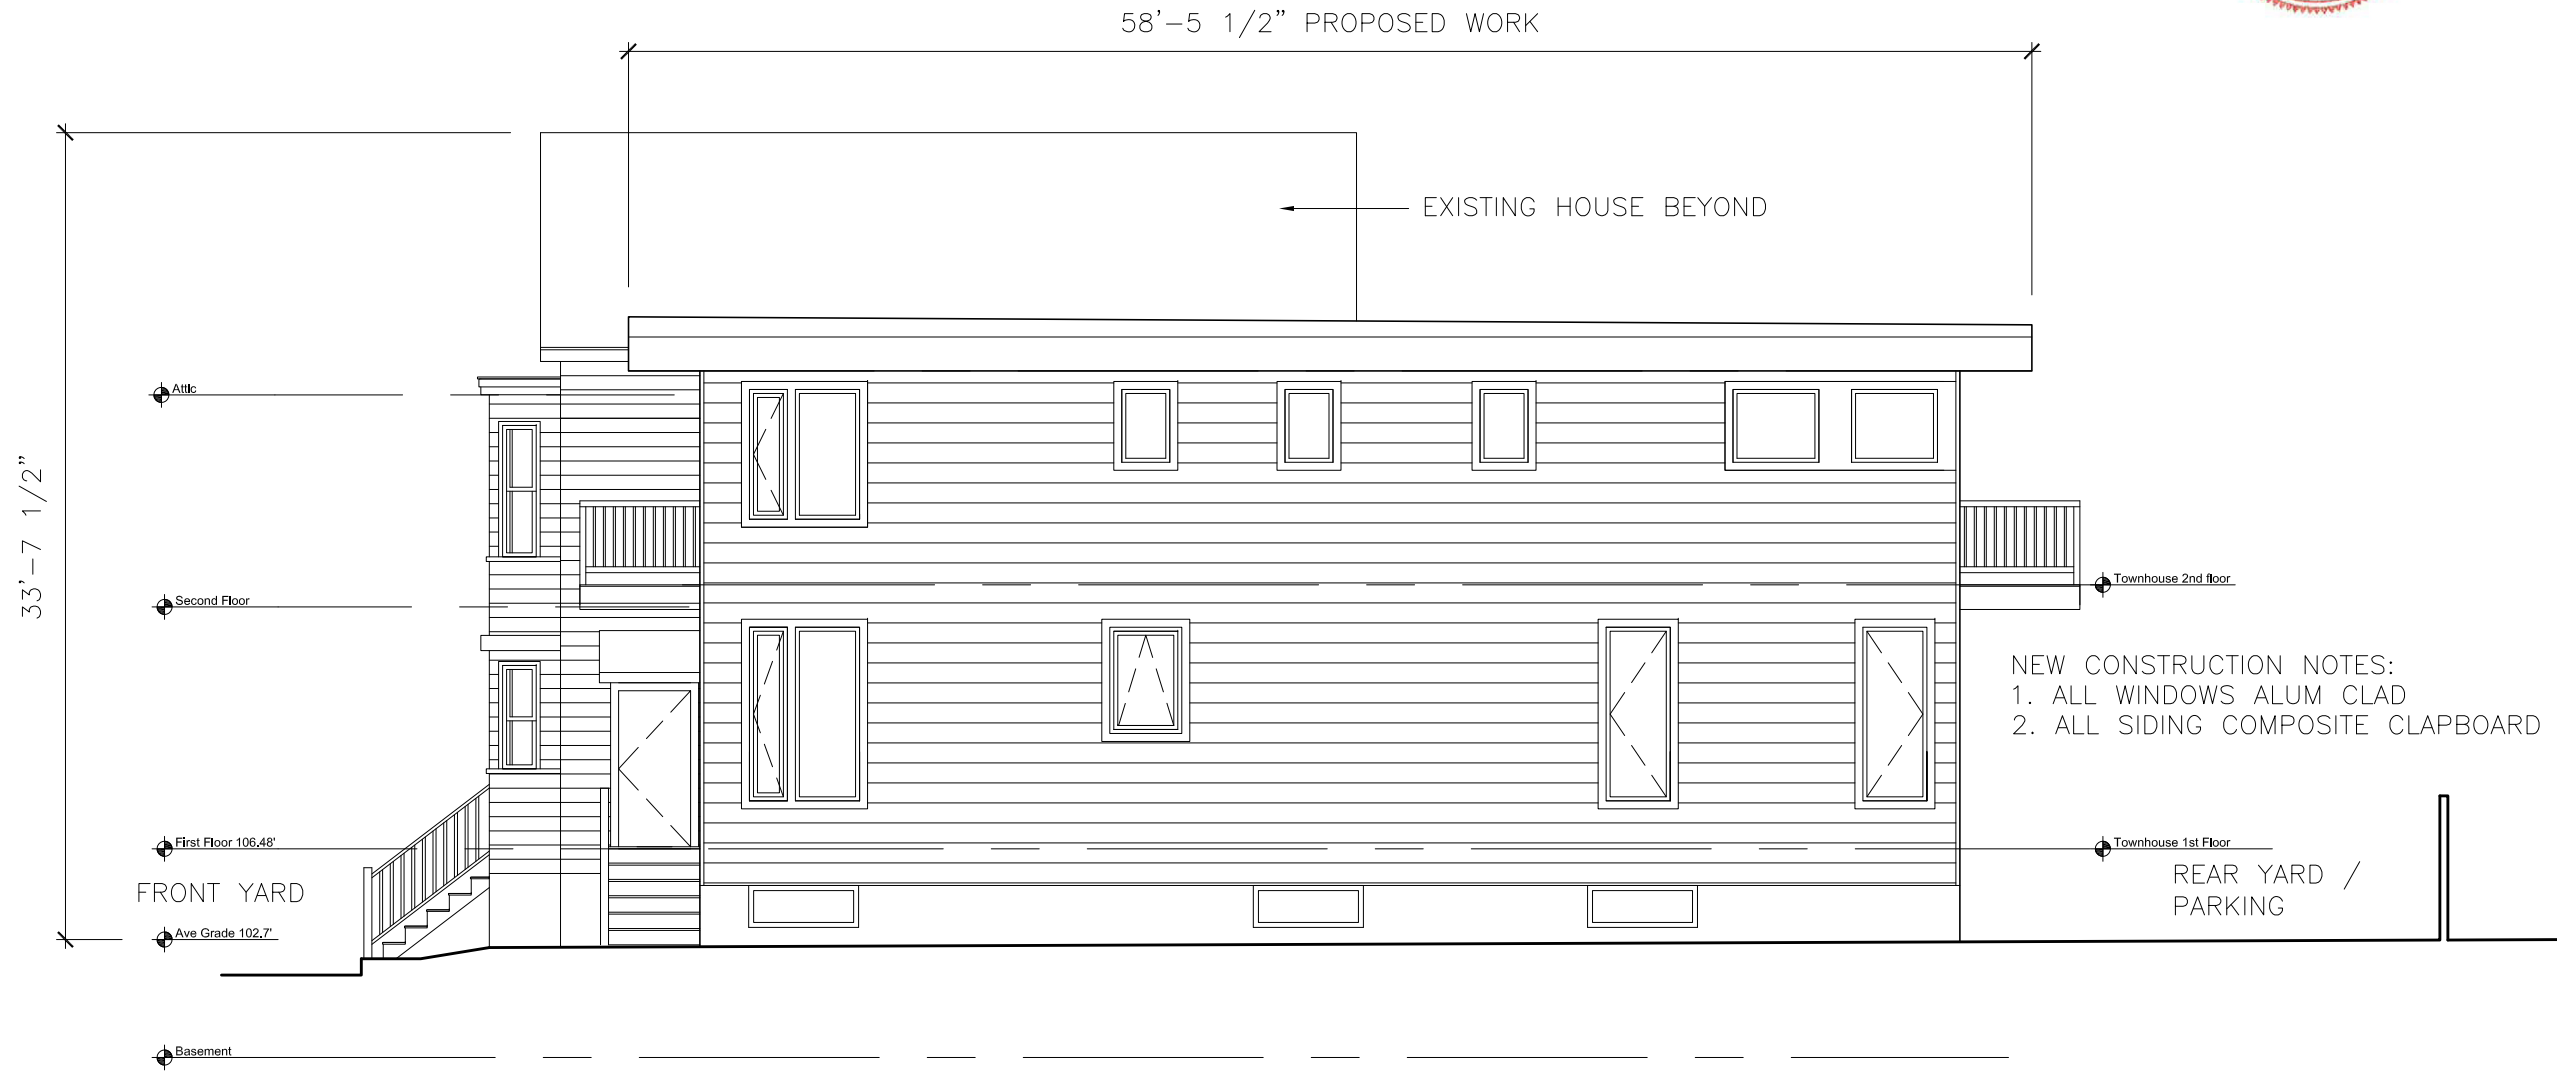 58'-5 1/2" PROPOSED WORK
EXISTING HOUSE BEYOND
Attic
33'-7 1/2"
Townhouse 2nd floor
Second Floor
NEW CONSTRUCTION NOTES:
1. ALL WINDOWS ALUM CLAD
2. ALL SIDING COMPOSITE CLAPBOARD
First Floor 106.48'
Townhouse 1st Floor
FRONT YARD
REAR YARD /
PARKING
Ave Grade 102.7'
Basement